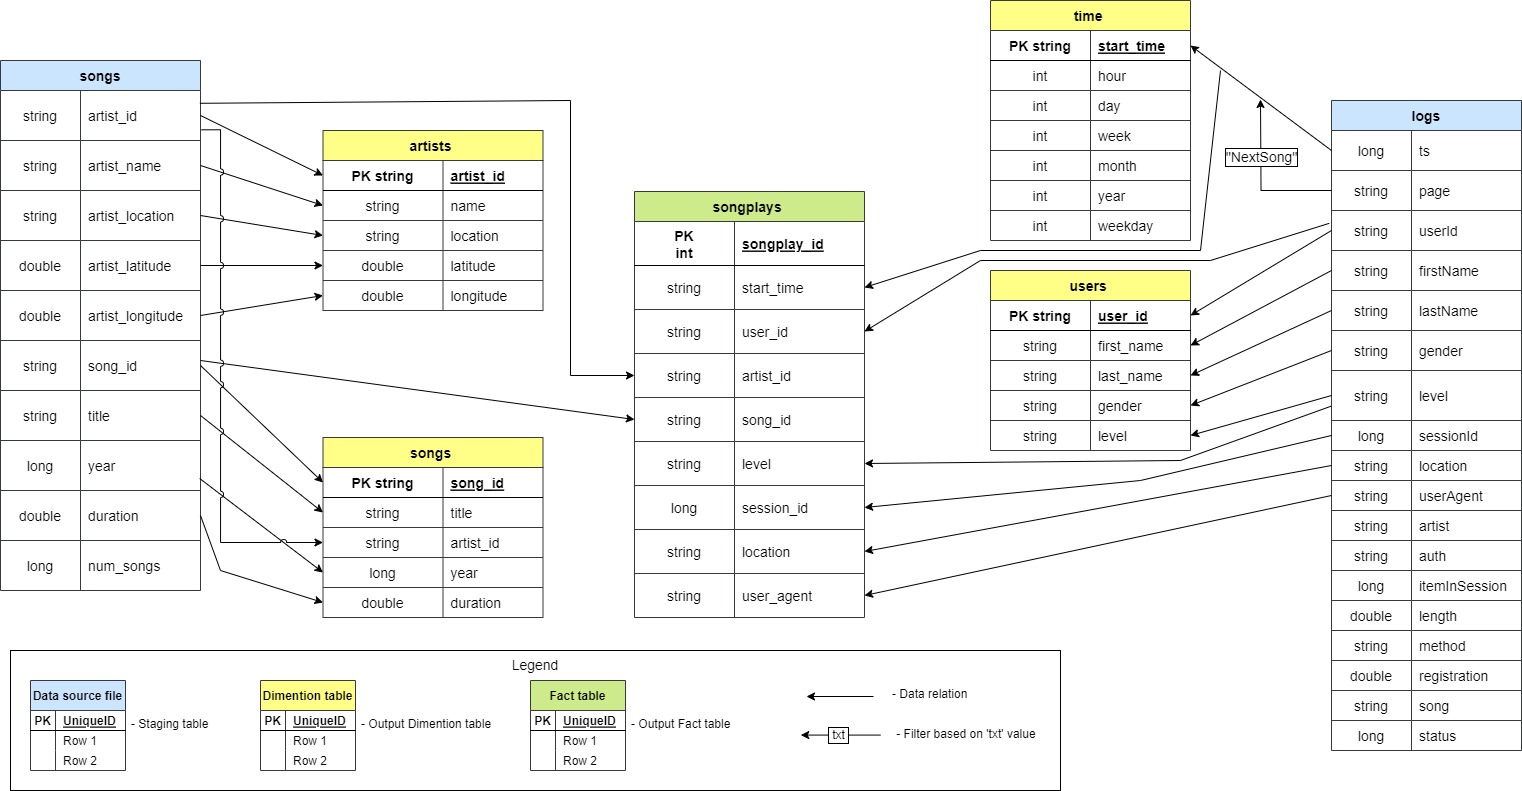 songs
string artist_id
string artist_name
string artist_location
double artist_latitude
double artist_longitude
string song_id
string title
long year
double duration
long num_songs
artists
PK string artist_id
string name
string location
double latitude
double longitude
songs
PK string song_id
string title
string artist_id
long year
double duration
songplays
PK
int
songplay_id
string start_time
string user_id
string artist_id
string song_id
string level
long session_id
string location
string user_agent
time
PK string start_time
int hour
int day
int week
int month
int year
int weekday
users
PK string user_id
string first_name
string last_name
string gender
string level
"NextSong"
logs
long ts
string page
string userId
string firstName
string lastName
string gender
string level
long sessionId
string location
string userAgent
string artist
string auth
long itemInSession
double length
string method
double registration
string song
long status
Legend
Data source file
PK UniqueID
Row 1
Row 2
- Staging table
Dimention table
PK UniqueID
Row 1
Row 2
- Output Dimention table
Fact table
PK UniqueID
Row 1
Row 2
- Output Fact table
- Data relation
txt
- Filter based on 'txt' value